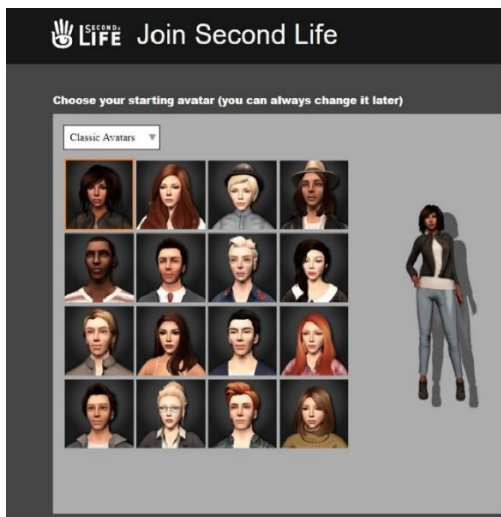 SECOND LIFE Join Second Life
Choose your starting avatar (you can always change it later)
Classic Avatars